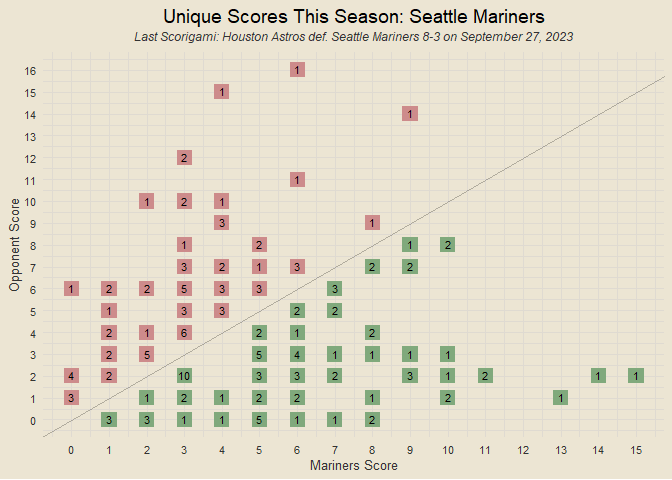 Unique Scores This Season: Seattle Mariners
Last Scorigami: Houston Astros def. Seattle Mariners 8-3 on September 27, 2023
16 1
15 1
14 1
13
12 2
11 1
10 1 2 1
9 3 1
8 1 2 1 2
7 3 2 1 3 2 2
6 1 2 2 5 3 3 3
5 1 3 3 2 2
4 2 1 6 2 1 2
3 2 5 5 4 1 1 1 1
2 4 2 10 3 3 2 3 1 2 1 1
1 3 1 2 1 2 2 1 2 1
0 3 3 1 1 5 1 1 2
0 1 2 3 4 5 6 7 8 9 10 11 12 13 14 15
Mariners Score
Opponent Score